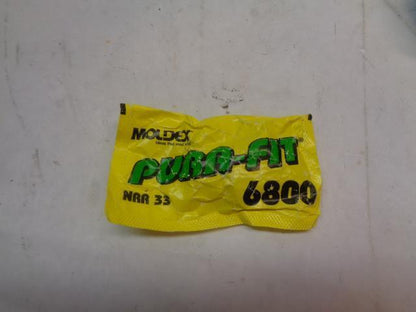 MOLDEX
PURA-FIT
NRR 33
6800